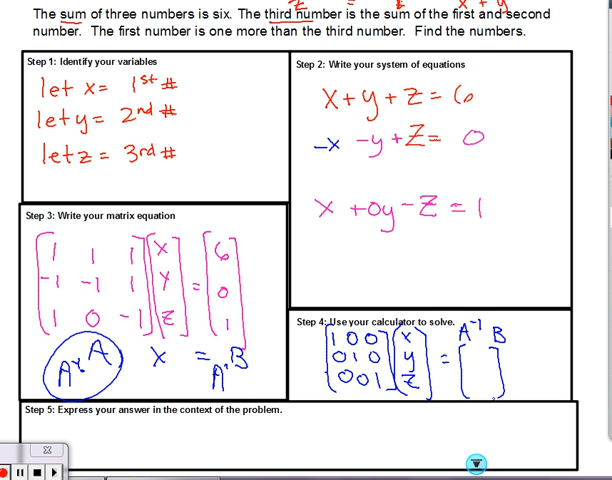 z = z x + y
The sum of three numbers is six. The third number is the sum of the first and second
number. The first number is one more than the third number. Find the numbers.
Step 1: Identify your variables
let x = 1st #
let y = 2nd #
let z = 3rd #
Step 2: Write your system of equations
x + y + z = 6
-x -y + z = 0
x + 0y - z = 1
Step 3: Write your matrix equation
1 1 1 x 6
-1 -1 1 y = 0
1 0 -1 z 1
A⁻¹ A x = A⁻¹ B
Step 4: Use your calculator to solve.
A⁻¹ B
1 0 0 x
0 1 0 y =
0 0 1 z
Step 5: Express your answer in the context of the problem.